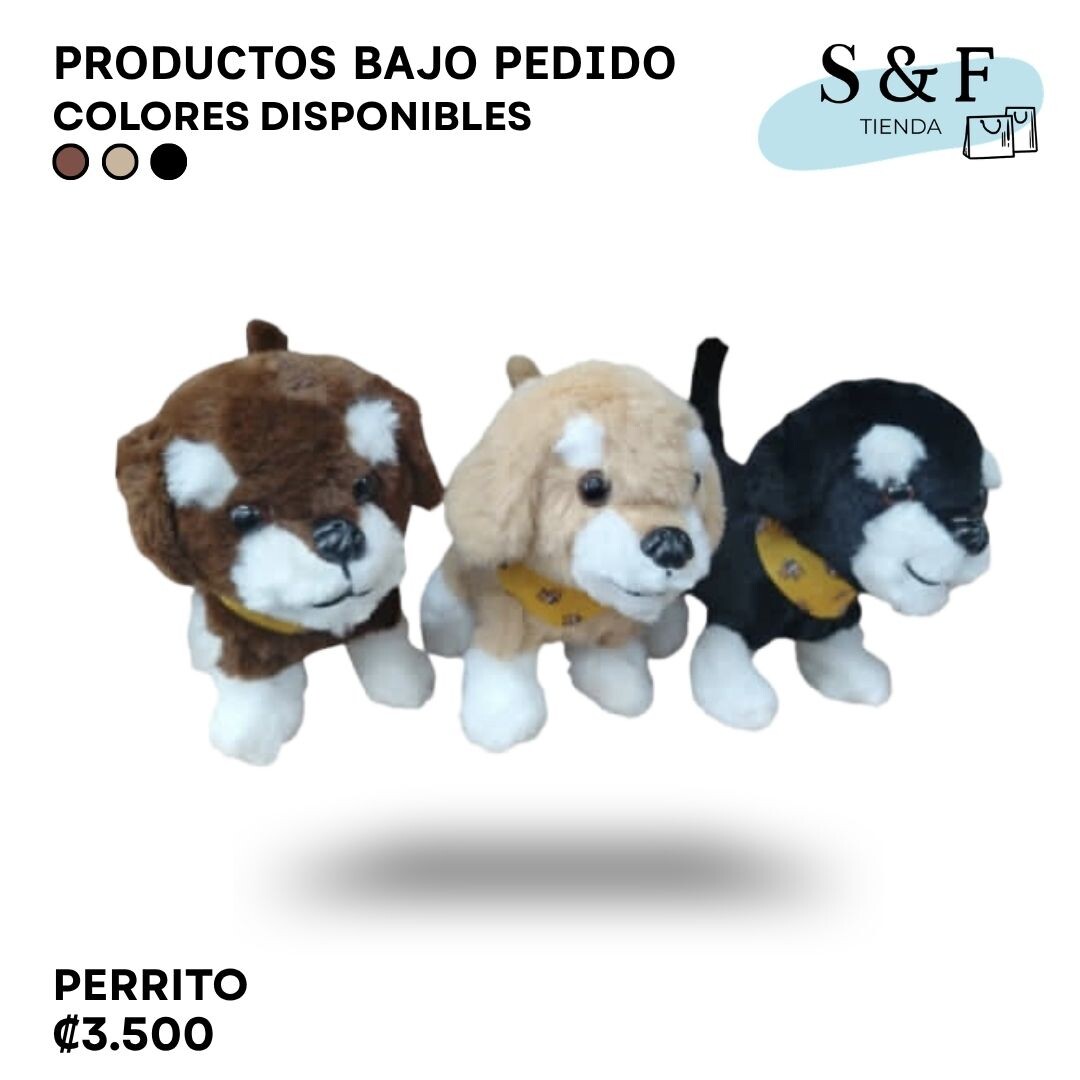 PRODUCTOS BAJO PEDIDO
COLORES DISPONIBLES
S & F
TIENDA
PERRITO
₡3.500